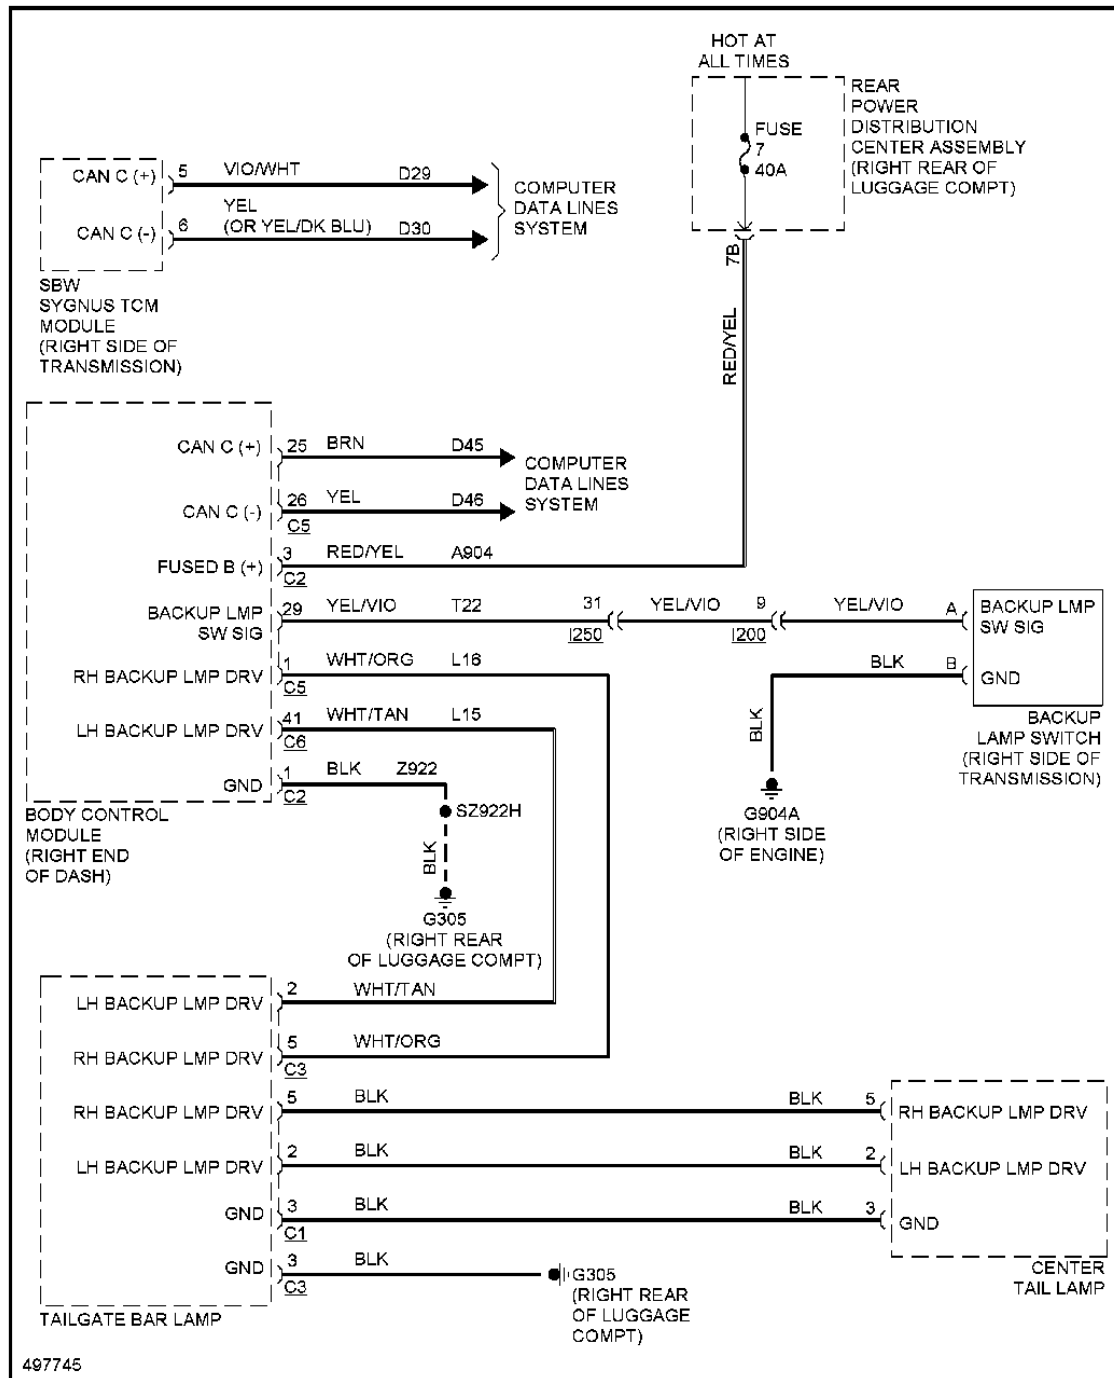 HOT AT
ALL TIMES
REAR
POWER
DISTRIBUTION
CENTER ASSEMBLY
(RIGHT REAR OF
LUGGAGE COMPT)
FUSE
7
40A
7B
RED/YEL
CAN C (+)
5
VIO/WHT
D29
CAN C (-)
6
YEL
(OR YEL/DK BLU)
D30
COMPUTER
DATA LINES
SYSTEM
SBW
SYGNUS TCM
MODULE
(RIGHT SIDE OF
TRANSMISSION)
CAN C (+)
25
BRN
D45
CAN C (-)
26
YEL
D46
C5
COMPUTER
DATA LINES
SYSTEM
FUSED B (+)
3
RED/YEL
A904
C2
BACKUP LMP
SW SIG
29
YEL/VIO
T22
31
I250
YEL/VIO
9
I200
YEL/VIO
A
BACKUP LMP
SW SIG
RH BACKUP LMP DRV
1
WHT/ORG
L16
C5
BLK
B
GND
BLK
BACKUP
LAMP SWITCH
(RIGHT SIDE OF
TRANSMISSION)
G904A
(RIGHT SIDE
OF ENGINE)
LH BACKUP LMP DRV
41
WHT/TAN
L15
C6
GND
1
BLK
Z922
C2
SZ922H
BLK
G305
(RIGHT REAR
OF LUGGAGE COMPT)
BODY CONTROL
MODULE
(RIGHT END
OF DASH)
LH BACKUP LMP DRV
2
WHT/TAN
RH BACKUP LMP DRV
5
WHT/ORG
C3
RH BACKUP LMP DRV
5
BLK
BLK
5
RH BACKUP LMP DRV
LH BACKUP LMP DRV
2
BLK
BLK
2
LH BACKUP LMP DRV
GND
3
BLK
C1
BLK
3
GND
GND
3
BLK
C3
G305
(RIGHT REAR
OF LUGGAGE
COMPT)
CENTER
TAIL LAMP
TAILGATE BAR LAMP
497745